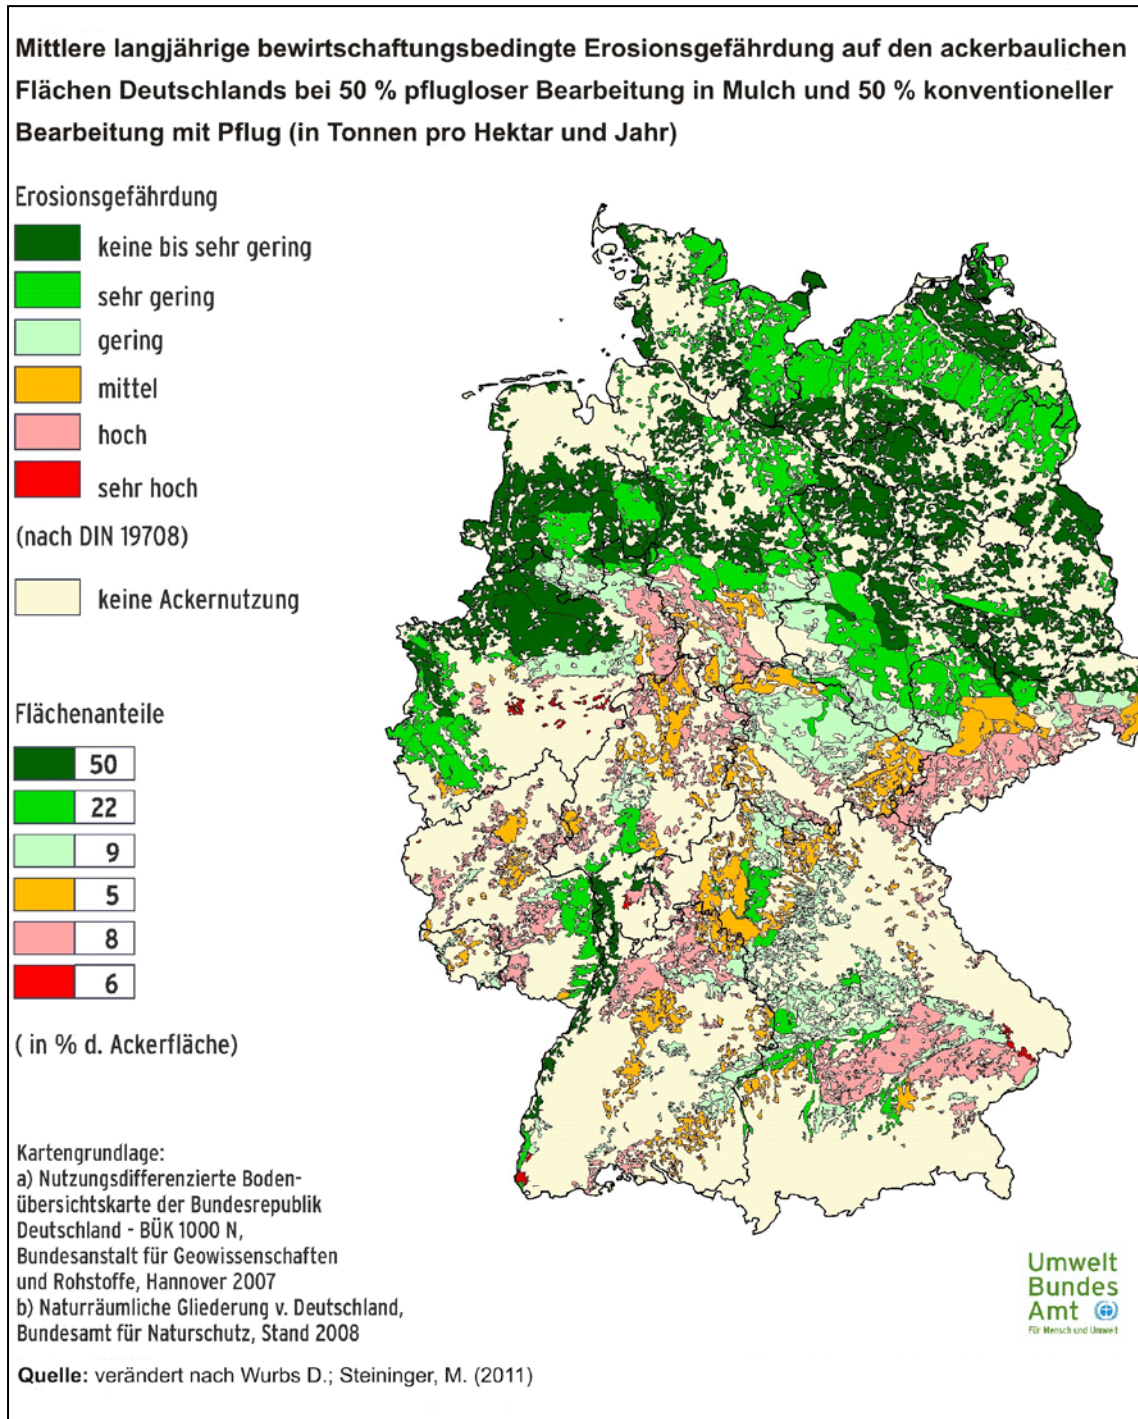 Mittlere langjährige bewirtschaftungsbedingte Erosionsgefährdung auf den ackerbaulichen
Flächen Deutschlands bei 50 % pflugloser Bearbeitung in Mulch und 50 % konventioneller
Bearbeitung mit Pflug (in Tonnen pro Hektar und Jahr)
Erosionsgefährdung
keine bis sehr gering
sehr gering
gering
mittel
hoch
sehr hoch
(nach DIN 19708)
keine Ackernutzung
Flächenanteile
50
22
9
5
8
6
( in % d. Ackerfläche)
Kartengrundlage:
a) Nutzungsdifferenzierte Boden-
übersichtskarte der Bundesrepublik
Deutschland - BÜK 1000 N,
Bundesanstalt für Geowissenschaften
und Rohstoffe, Hannover 2007
b) Naturräumliche Gliederung v. Deutschland,
Bundesamt für Naturschutz, Stand 2008
Umwelt
Bundes
Amt
Für Mensch und Umwelt
Quelle: verändert nach Wurbs D.; Steininger, M. (2011)